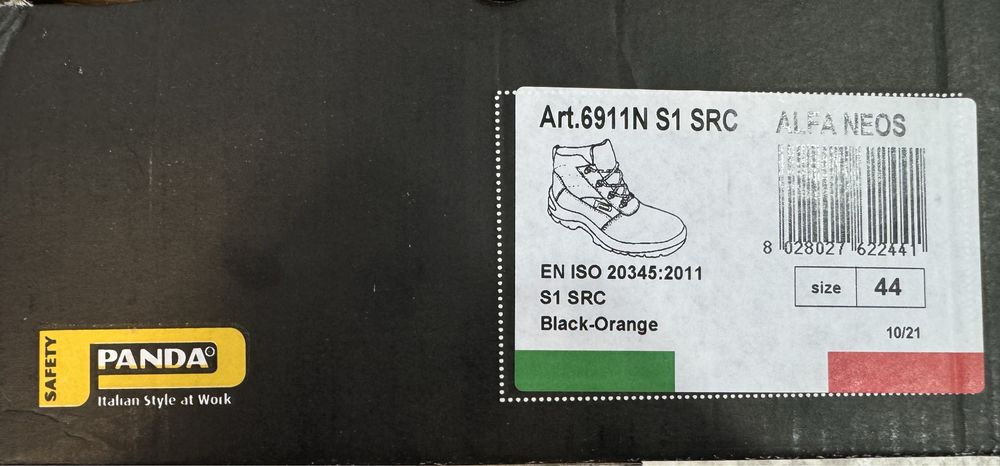 SAFETY
PANDA
Italian Style at Work
Art.6911N S1 SRC
ALFA NEOS
8 028027 622441
EN ISO 20345:2011
S1 SRC
Black-Orange
size 44
10/21